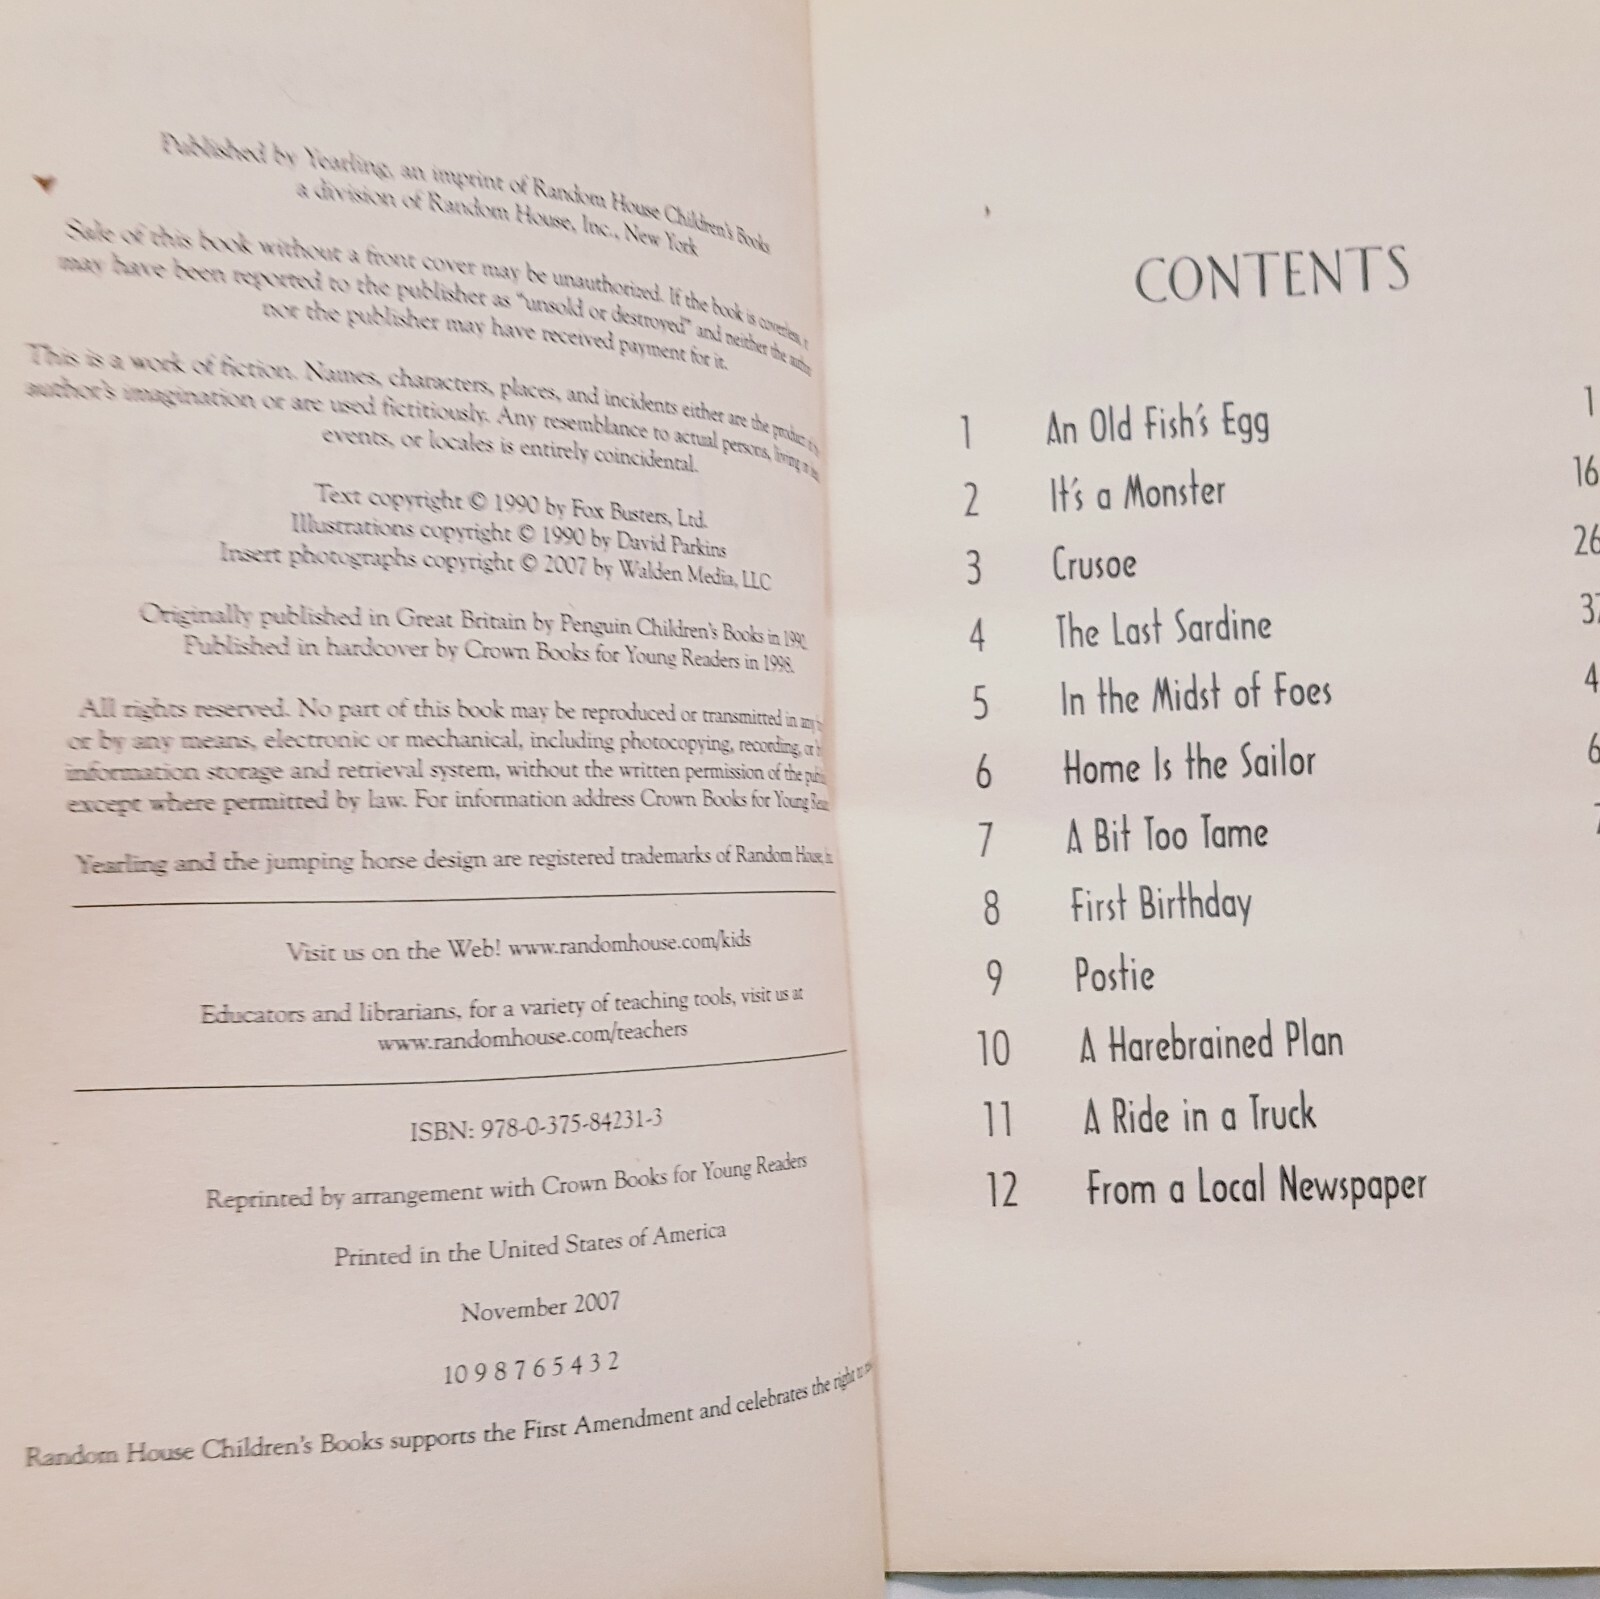 Published by Yearling, an imprint of Random House Children's Books
a division of Random House, Inc., New York
Sale of this book without a front cover may be unauthorized. If the book is coverless, it
may have been reported to the publisher as "unsold or destroyed" and neither the author
nor the publisher may have received payment for it.
This is a work of fiction. Names, characters, places, and incidents either are the product
author's imagination or are used fictitiously. Any resemblance to actual persons, living or
events, or locales is entirely coincidental.
Text copyright © 1990 by Fox Busters, Ltd.
Illustrations copyright © 1990 by David Parkins
Insert photographs copyright © 2007 by Walden Media, LLC
Originally published in Great Britain by Penguin Children's Books in 1990.
Published in hardcover by Crown Books for Young Readers in 1998.
All rights reserved. No part of this book may be reproduced or transmitted in any
or by any means, electronic or mechanical, including photocopying, recording, or
information storage and retrieval system, without the written permission of the
except where permitted by law. For information address Crown Books for Young
Yearling and the jumping horse design are registered trademarks of Random House,
Visit us on the Web! www.randomhouse.com/kids
Educators and librarians, for a variety of teaching tools, visit us at
www.randomhouse.com/teachers
ISBN: 978-0-375-84231-3
Reprinted by arrangement with Crown Books for Young Readers
Printed in the United States of America
November 2007
10 9 8 7 6 5 4 3 2
Random House Children's Books supports the First Amendment and celebrates the right to
CONTENTS
1 An Old Fish's Egg 1
2 It's a Monster 16
3 Crusoe 26
4 The Last Sardine 37
5 In the Midst of Foes 4
6 Home Is the Sailor 6
7 A Bit Too Tame 7
8 First Birthday
9 Postie
10 A Harebrained Plan
11 A Ride in a Truck
12 From a Local Newspaper